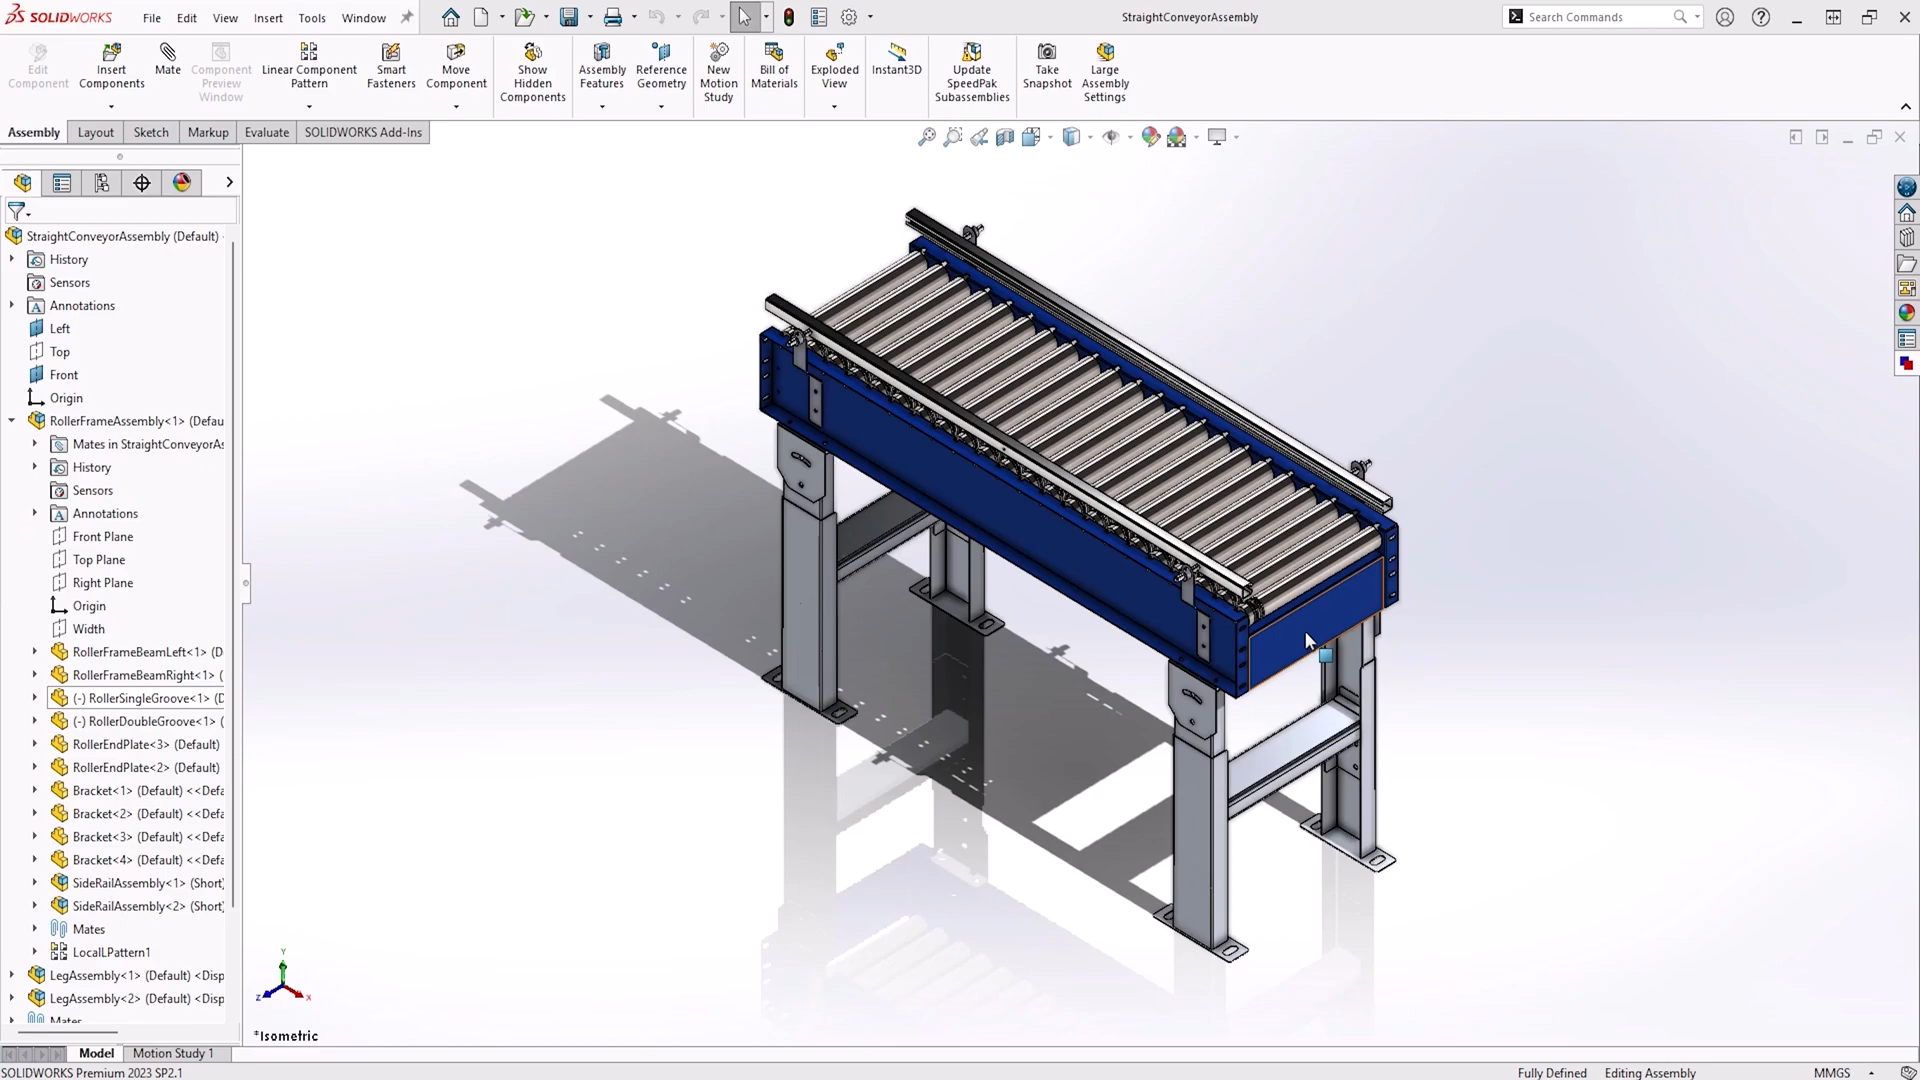 SOLIDWORKS File Edit View Insert Tools Window StraightConveyorAssembly Search Commands
Edit Component
Insert Components
Mate
Component Preview Window
Linear Component Pattern
Smart Fasteners
Move Component
Show Hidden Components
Assembly Features
Reference Geometry
New Motion Study
Bill of Materials
Exploded View
Instant3D
Update SpeedPak Subassemblies
Take Snapshot
Large Assembly Settings
Assembly Layout Sketch Markup Evaluate SOLIDWORKS Add-Ins
StraightConveyorAssembly (Default)
History
Sensors
Annotations
Left
Top
Front
Origin
RollerFrameAssembly<1> (Defau
Mates in StraightConveyorAs
History
Sensors
Annotations
Front Plane
Top Plane
Right Plane
Origin
Width
RollerFrameBeamLeft<1> (D
RollerFrameBeamRight<1> (
(-) RollerSingleGroove<1> (D
(-) RollerDoubleGroove<1> (
RollerEndPlate<3> (Default)
RollerEndPlate<2> (Default)
Bracket<1> (Default) <<Defa
Bracket<2> (Default) <<Defa
Bracket<3> (Default) <<Defa
Bracket<4> (Default) <<Defa
SideRailAssembly<1> (Short)
SideRailAssembly<2> (Short)
Mates
LocalLPattern1
LegAssembly<1> (Default) <Disp
LegAssembly<2> (Default) <Disp
Mates
Y
Z X
*Isometric
Model Motion Study 1
SOLIDWORKS Premium 2023 SP2.1 Fully Defined Editing Assembly MMGS